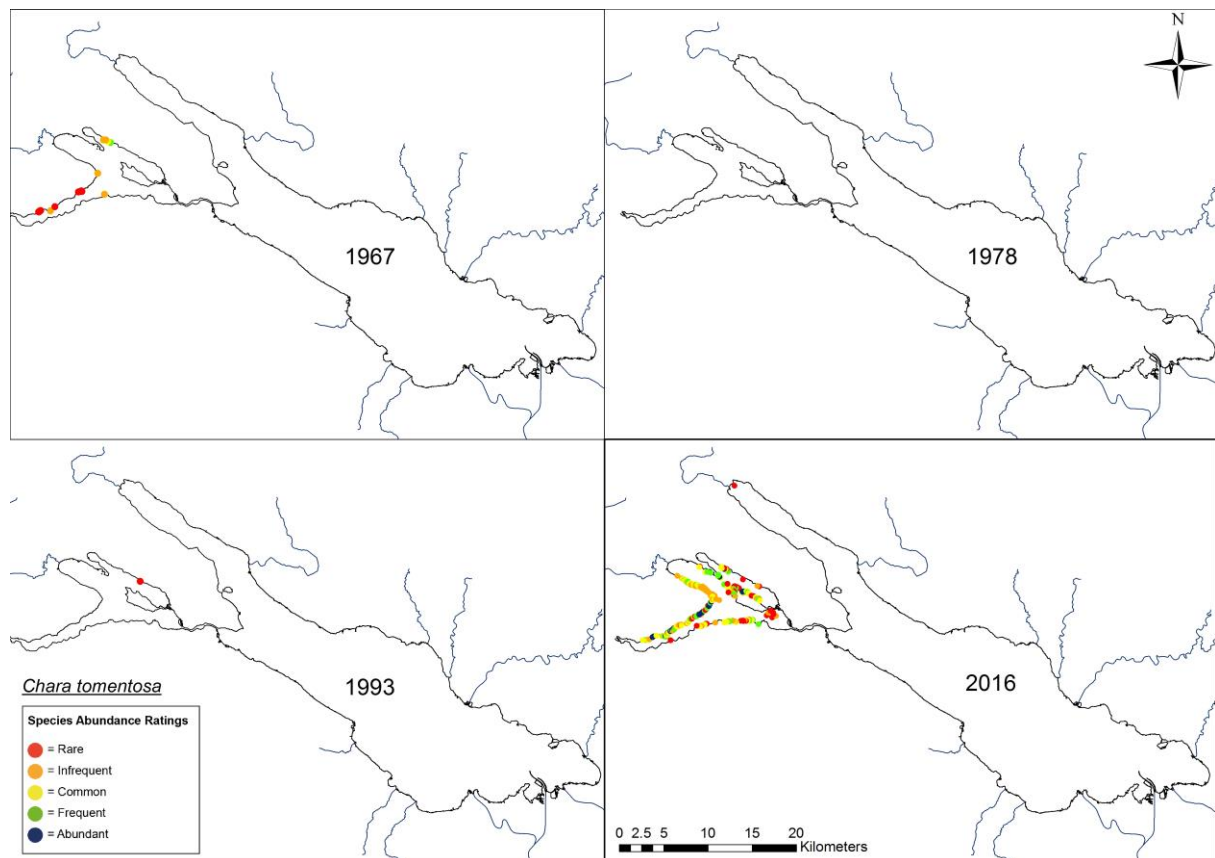 N
1967
1978
1993
2016
Chara tomentosa
Species Abundance Ratings
= Rare
= Infrequent
= Common
= Frequent
= Abundant
0 2.5 5 10 15 20
Kilometers